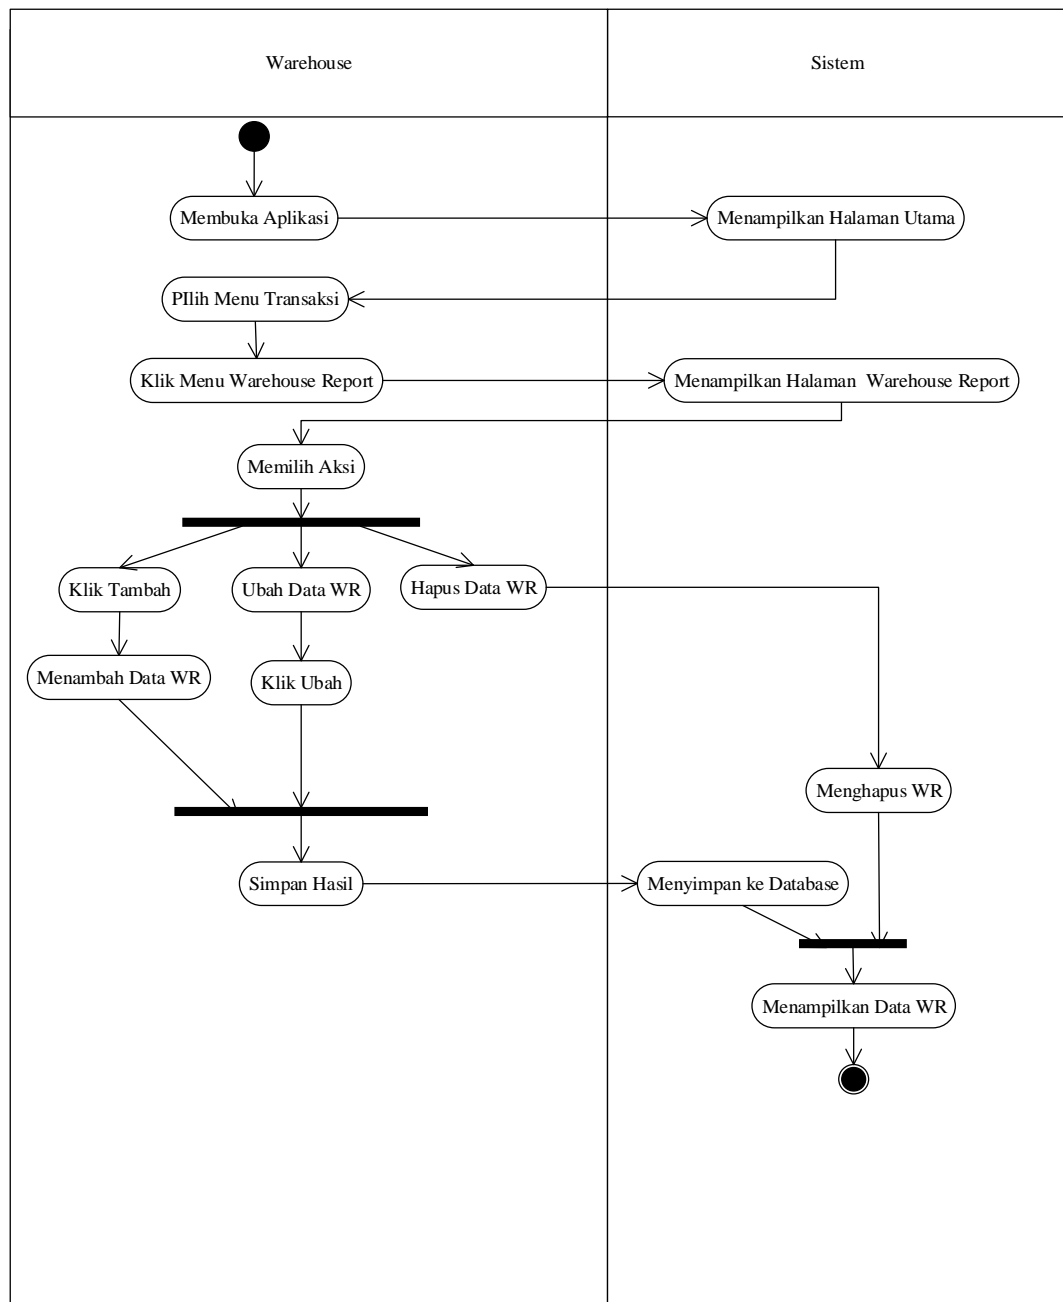 Warehouse
Sistem
Membuka Aplikasi
Menampilkan Halaman Utama
PIlih Menu Transaksi
Klik Menu Warehouse Report
Menampilkan Halaman  Warehouse Report
Memilih Aksi
Klik Tambah
Ubah Data WR
Hapus Data WR
Menambah Data WR
Klik Ubah
Menghapus WR
Simpan Hasil
Menyimpan ke Database
Menampilkan Data WR